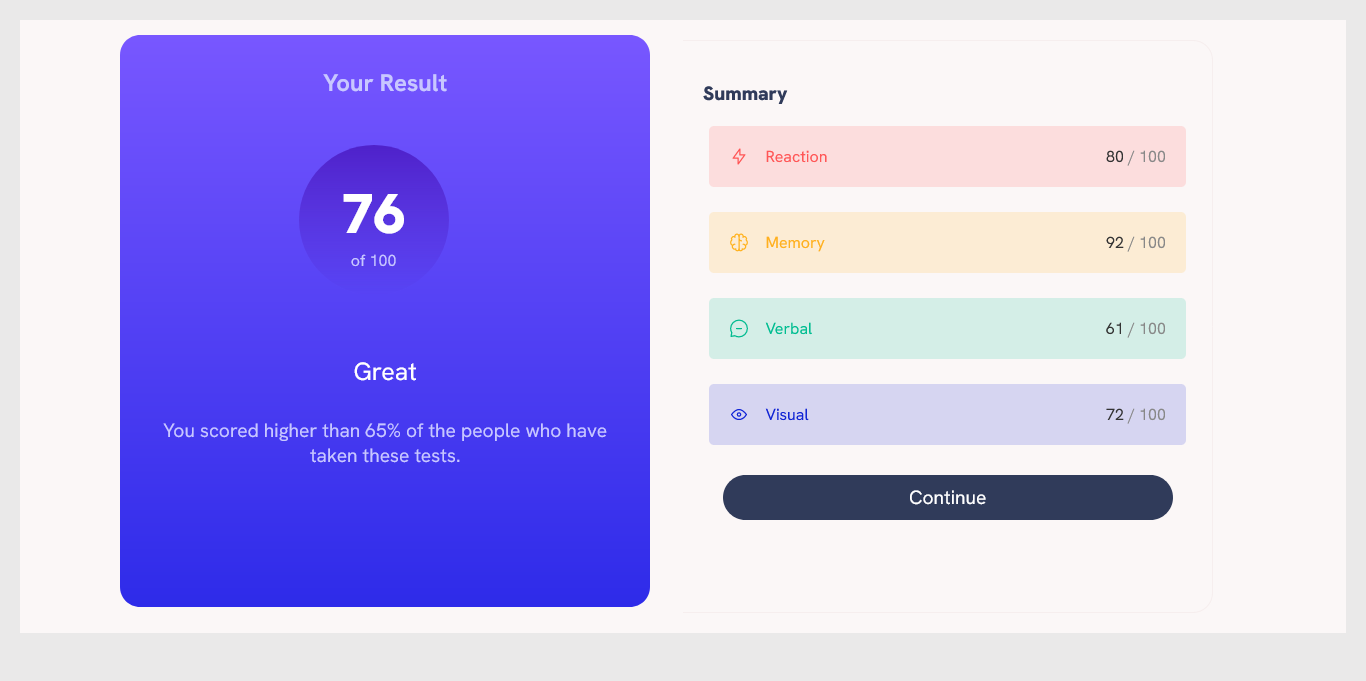 Your Result
76
of 100
Great
You scored higher than 65% of the people who have
taken these tests.
Summary
Reaction 80 / 100
Memory 92 / 100
Verbal 61 / 100
Visual 72 / 100
Continue